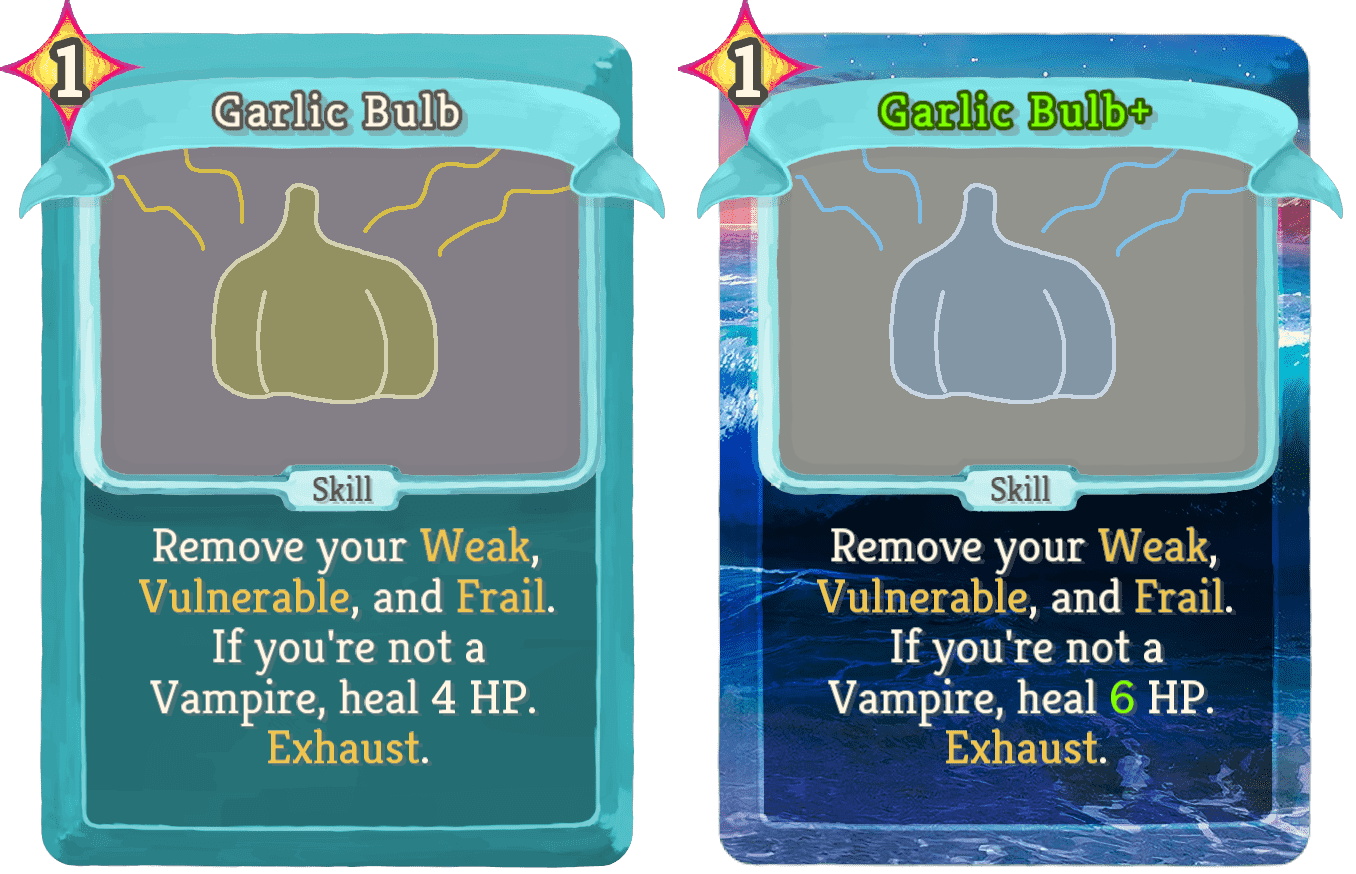 1
Garlic Bulb
Skill
Remove your Weak,
Vulnerable, and Frail.
If you're not a
Vampire, heal 4 HP.
Exhaust.
1
Garlic Bulb+
Skill
Remove your Weak,
Vulnerable, and Frail.
If you're not a
Vampire, heal 6 HP.
Exhaust.